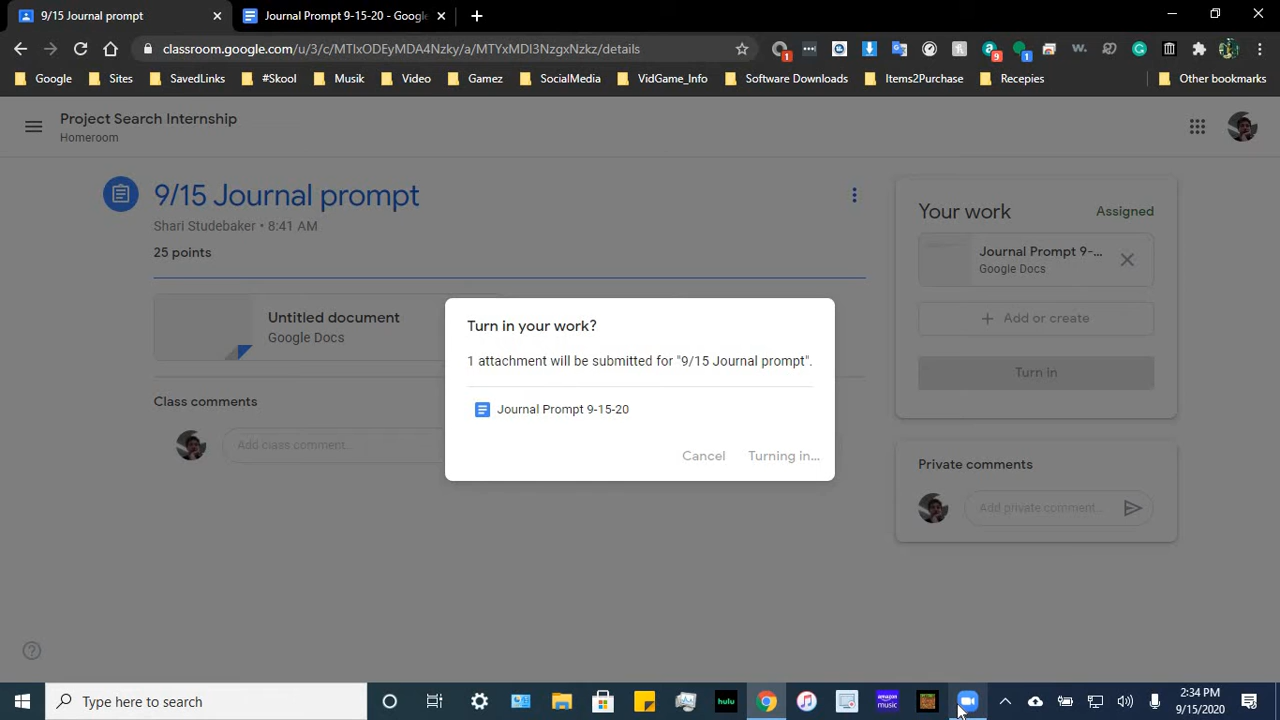 9/15 Journal prompt
Journal Prompt 9-15-20 - Google
classroom.google.com/u/3/c/MTIxODEyMDA4Nzky/a/MTYxMDI3NzgxNzkz/details
Google
Sites
SavedLinks
#Skool
Musik
Video
Gamez
SocialMedia
VidGame_Info
Software Downloads
Items2Purchase
Recepies
Other bookmarks
Project Search Internship
Homeroom
9/15 Journal prompt
Shari Studebaker • 8:41 AM
25 points
Untitled document
Google Docs
Class comments
Add class comment..
Your work
Assigned
Journal Prompt 9-...
Google Docs
Add or create
Turn in
Private comments
Add private comment...
Turn in your work?
1 attachment will be submitted for "9/15 Journal prompt".
Journal Prompt 9-15-20
Cancel
Turning in...
Type here to search
hulu
amazon
music
2:34 PM
9/15/2020